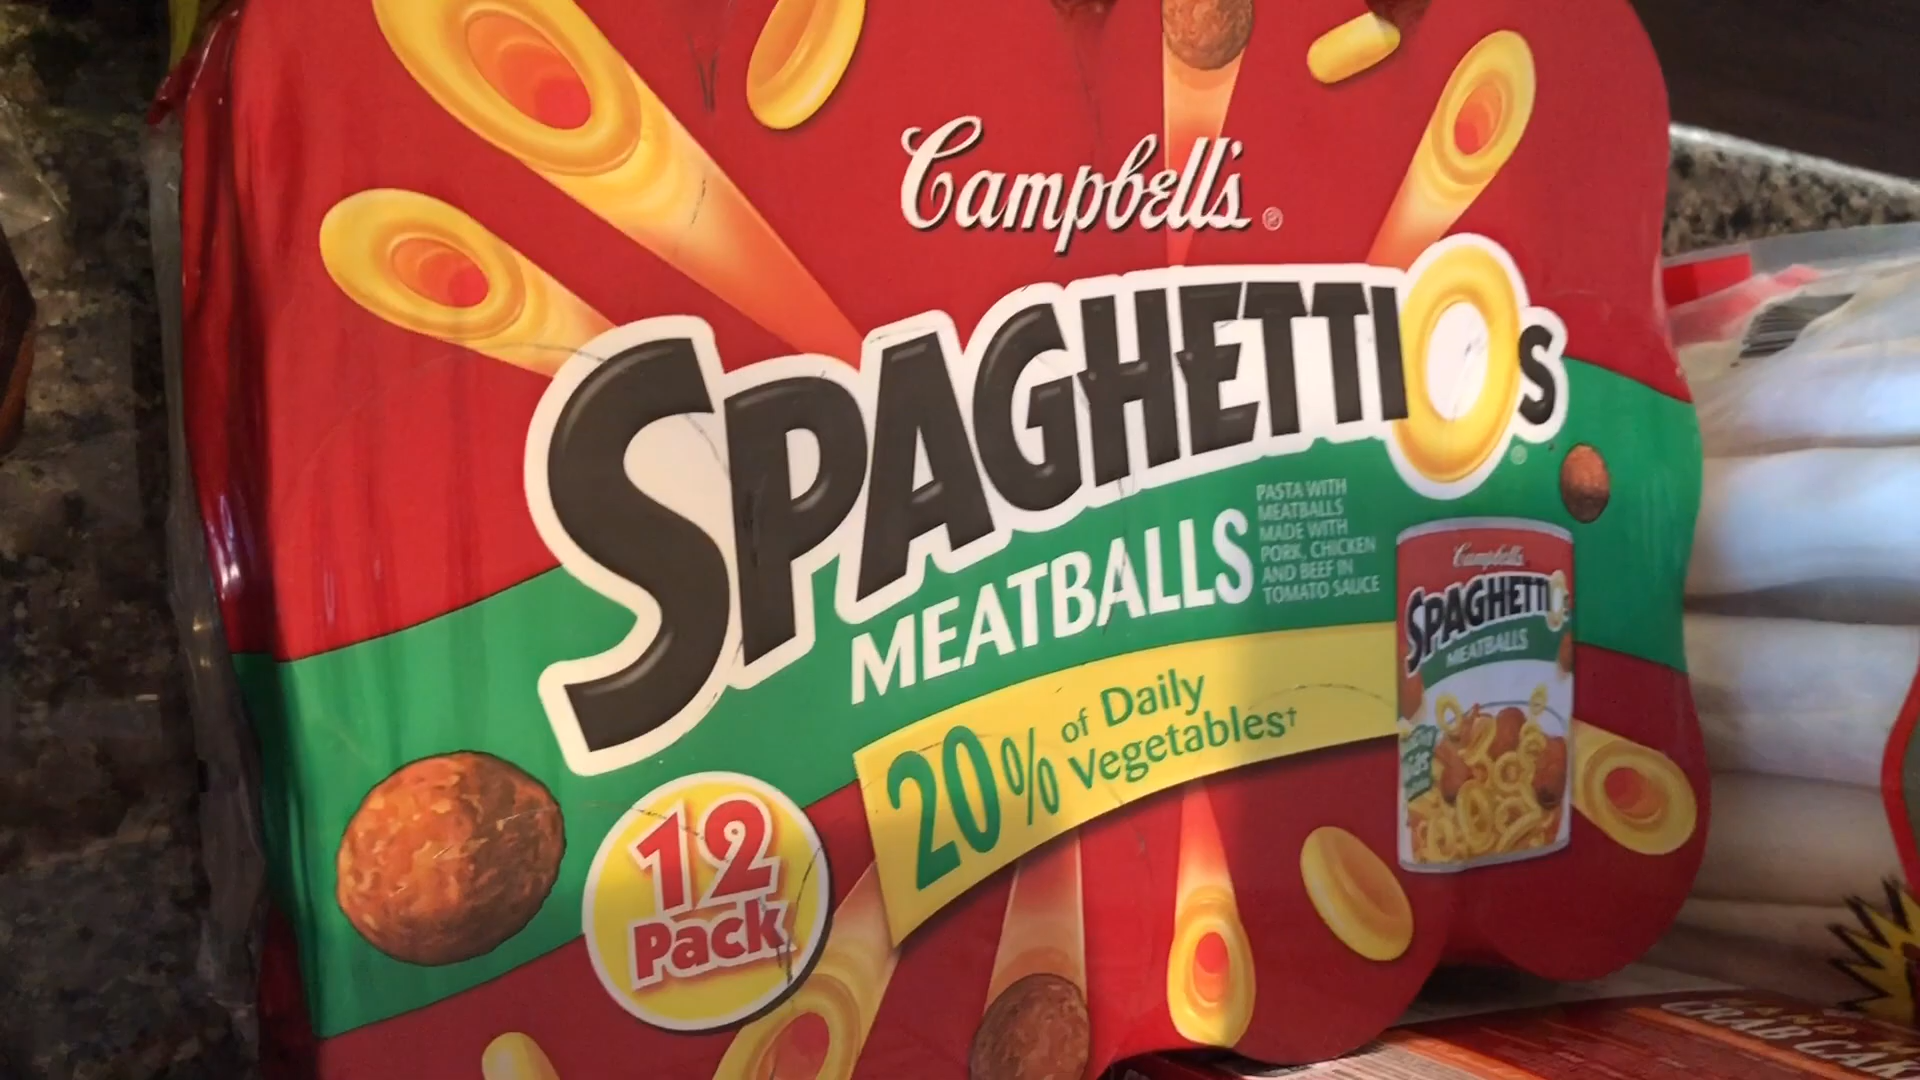 Campbell's®
SPAGHETTIOS®
MEATBALLS
PASTA WITH
MEATBALLS
MADE WITH
PORK, CHICKEN
AND BEEF IN
TOMATO SAUCE
20% of Daily
Vegetables†
12
Pack
Campbell's
SPAGHETTIOS
MEATBALLS